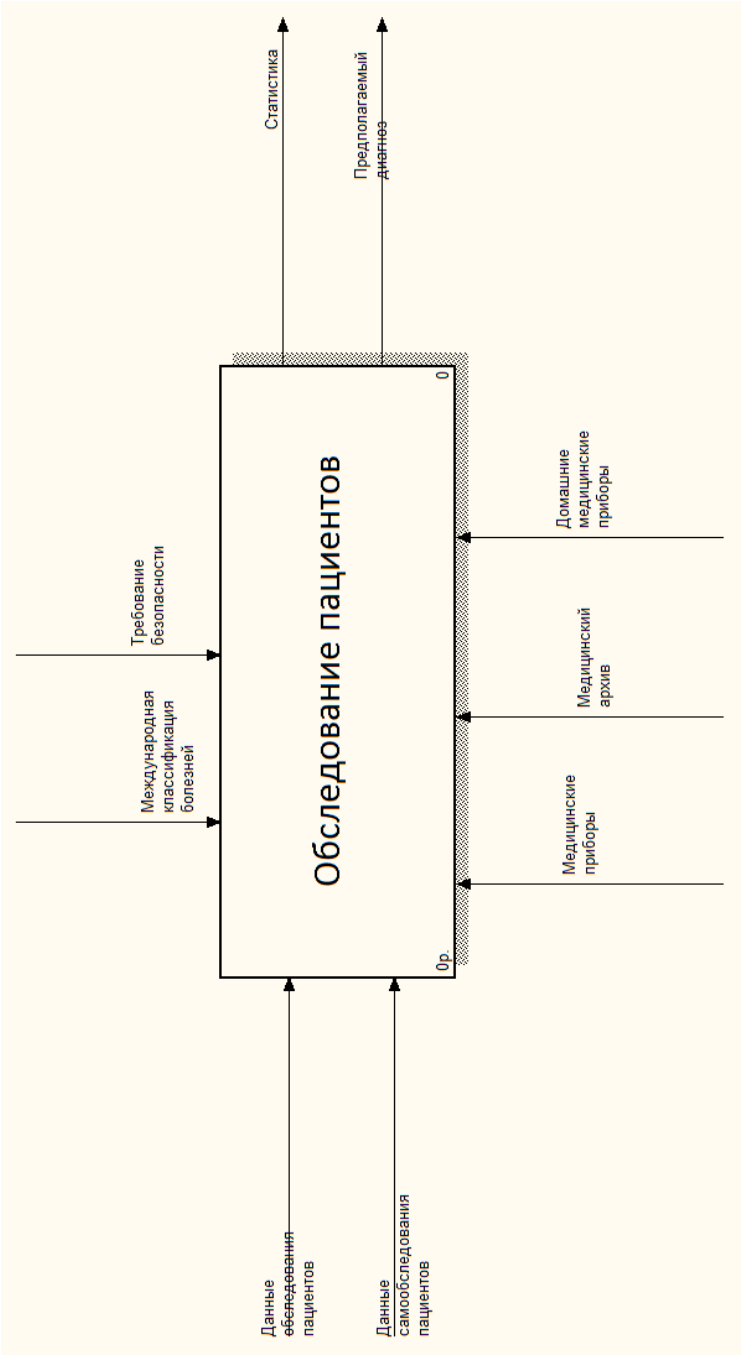 Международная
классификация
болезней
Требование
безопасности
Данные
обследования
пациентов
Данные
самообследования
пациентов
Обследование пациентов
0р.
0
Статистика
Предполагаемый
диагноз
Медицинские
приборы
Медицинский
архив
Домашние
медицинские
приборы